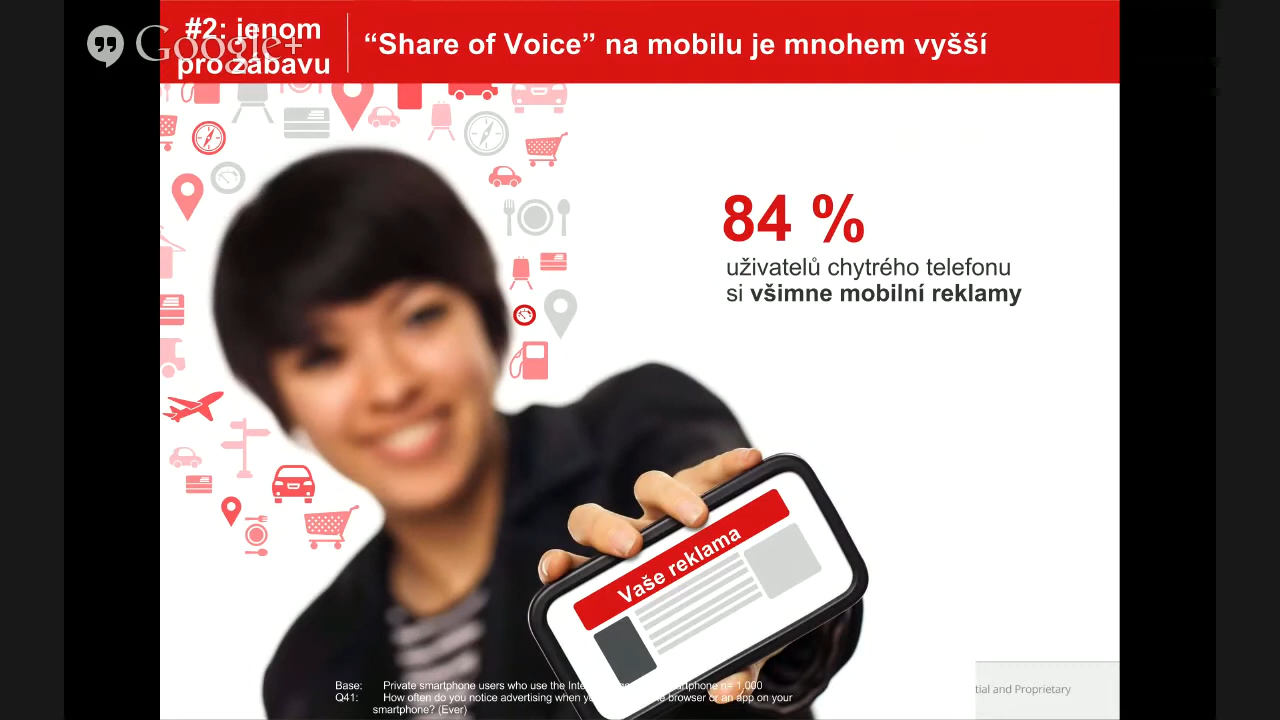 #2: jenom
pro zábavu
Google+
“Share of Voice” na mobilu je mnohem vyšší
84 %
uživatelů chytrého telefonu
si všimne mobilní reklamy
Vaše reklama
Base: Private smartphone users who use the n= 1,000
Q41: How often do you notice advertising when browser or an app on your
smartphone? (Ever)
and Proprietary